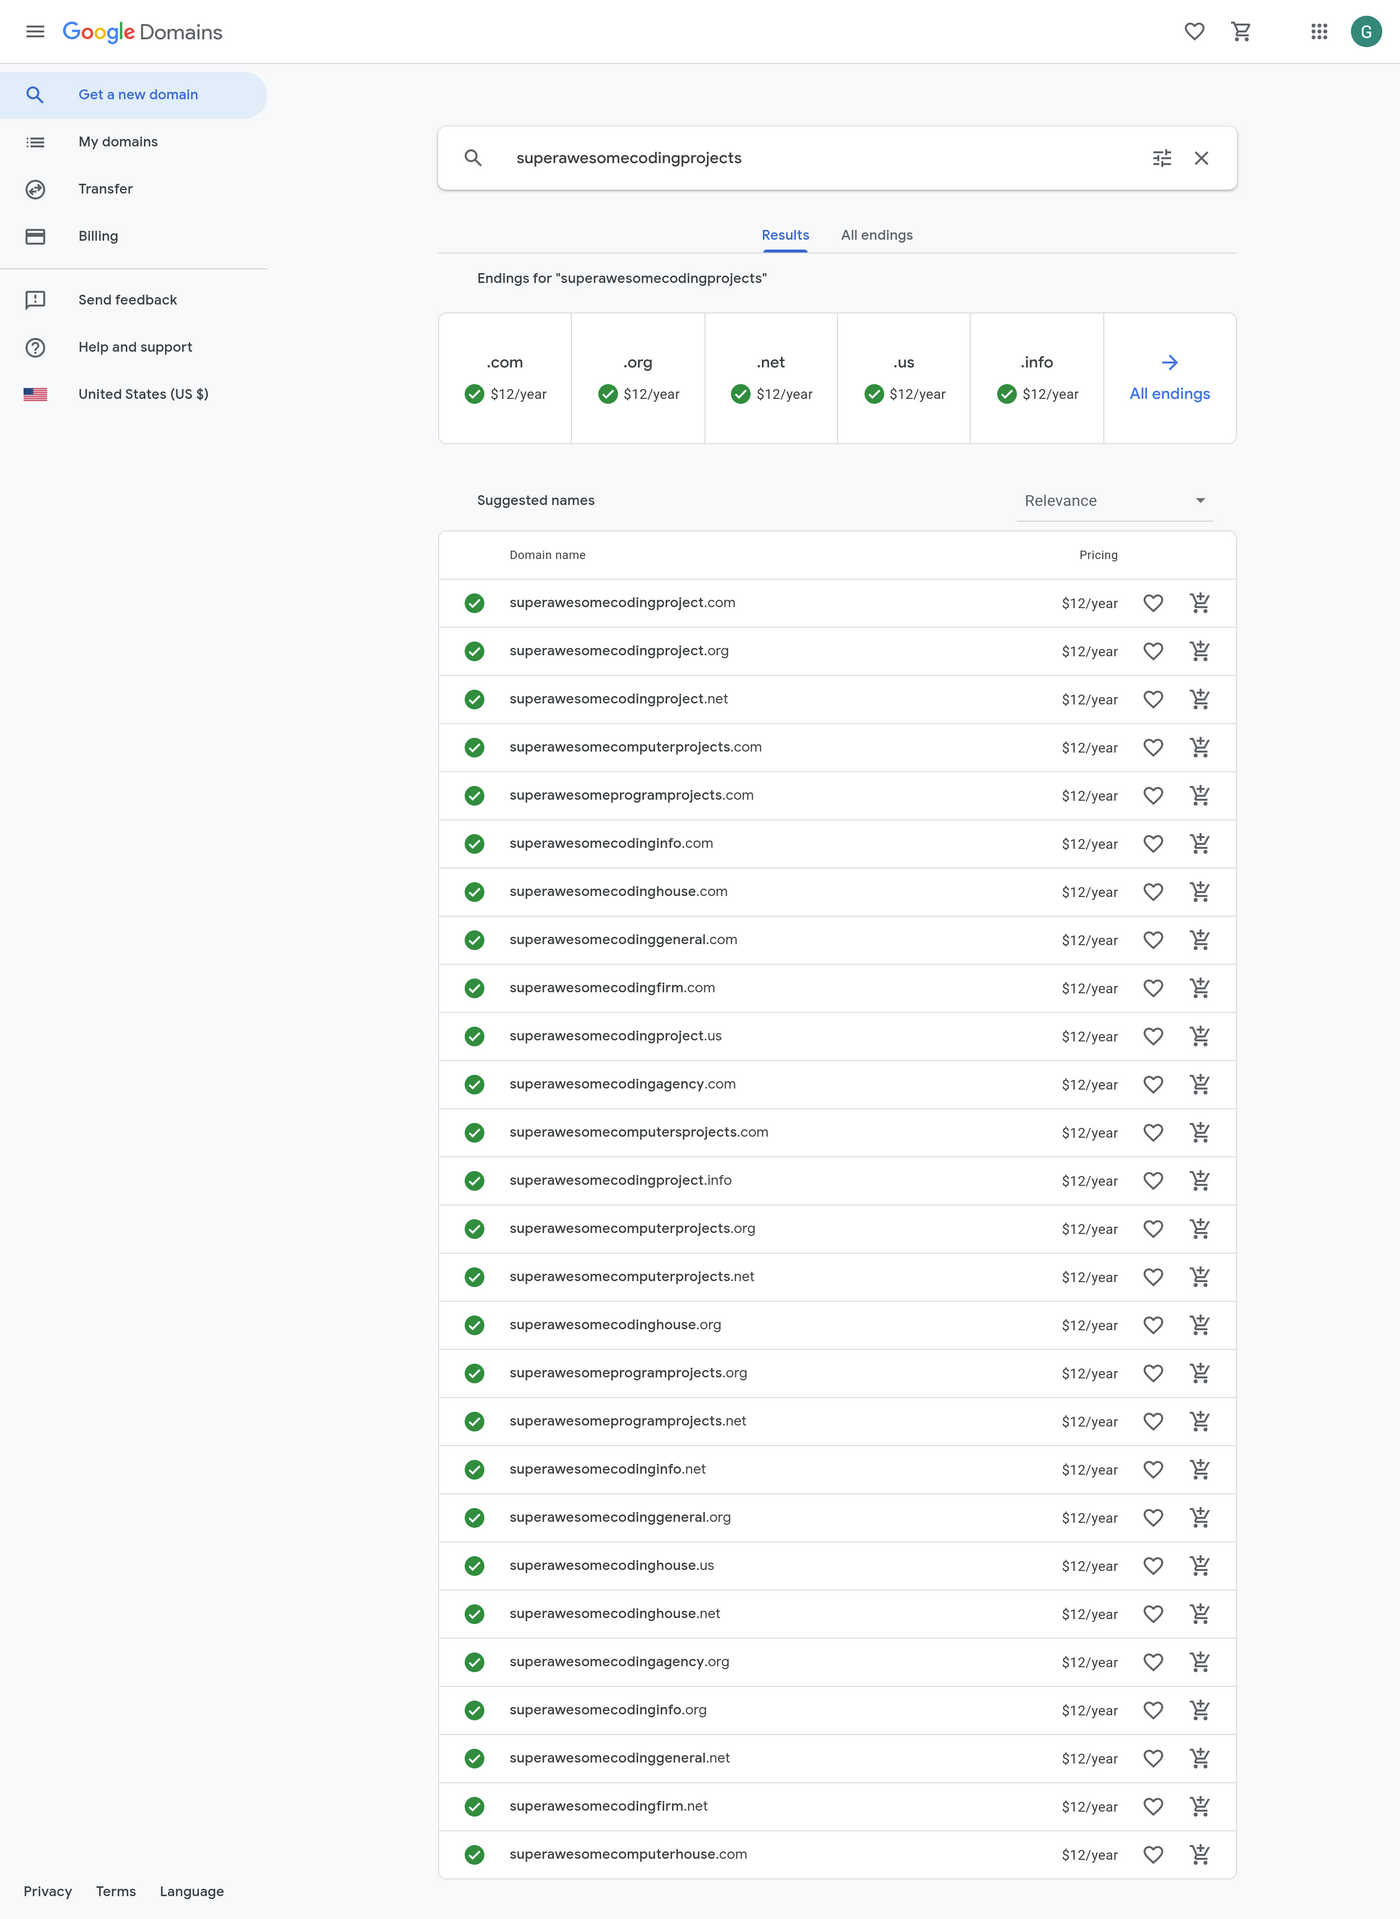 Google Domains
G
Get a new domain
My domains
Transfer
Billing
Send feedback
Help and support
United States (US $)
superawesomecodingprojects
Results All endings
Endings for "superawesomecodingprojects"
.com .org .net .us .info
$12/year $12/year $12/year $12/year $12/year All endings
Suggested names Relevance
Domain name Pricing
superawesomecodingproject.com $12/year
superawesomecodingproject.org $12/year
superawesomecodingproject.net $12/year
superawesomecomputerprojects.com $12/year
superawesomeprogramprojects.com $12/year
superawesomecodinginfo.com $12/year
superawesomecodinghouse.com $12/year
superawesomecodinggeneral.com $12/year
superawesomecodingfirm.com $12/year
superawesomecodingproject.us $12/year
superawesomecodingagency.com $12/year
superawesomecomputersprojects.com $12/year
superawesomecodingproject.info $12/year
superawesomecomputerprojects.org $12/year
superawesomecomputerprojects.net $12/year
superawesomecodinghouse.org $12/year
superawesomeprogramprojects.org $12/year
superawesomeprogramprojects.net $12/year
superawesomecodinginfo.net $12/year
superawesomecodinggeneral.org $12/year
superawesomecodinghouse.us $12/year
superawesomecodinghouse.net $12/year
superawesomecodingagency.org $12/year
superawesomecodinginfo.org $12/year
superawesomecodinggeneral.net $12/year
superawesomecodingfirm.net $12/year
superawesomecomputerhouse.com $12/year
Privacy Terms Language